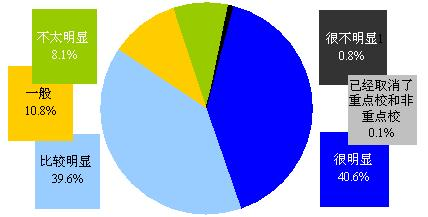 不太明显
8.1%
一般
10.8%
比较明显
39.6%
很不明显1
0.8%
已经取消了
重点校和非
重点校
0.1%
很明显
40.6%